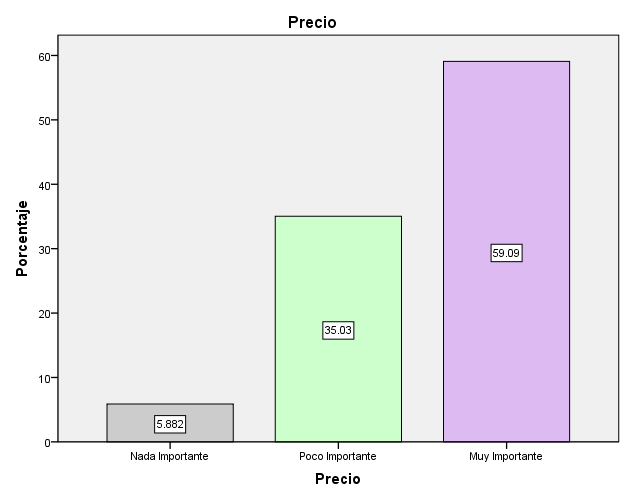 Precio
Porcentaje
60
50
40
30
20
10
0
5.882
35.03
59.09
Nada Importante
Poco Importante
Muy Importante
Precio